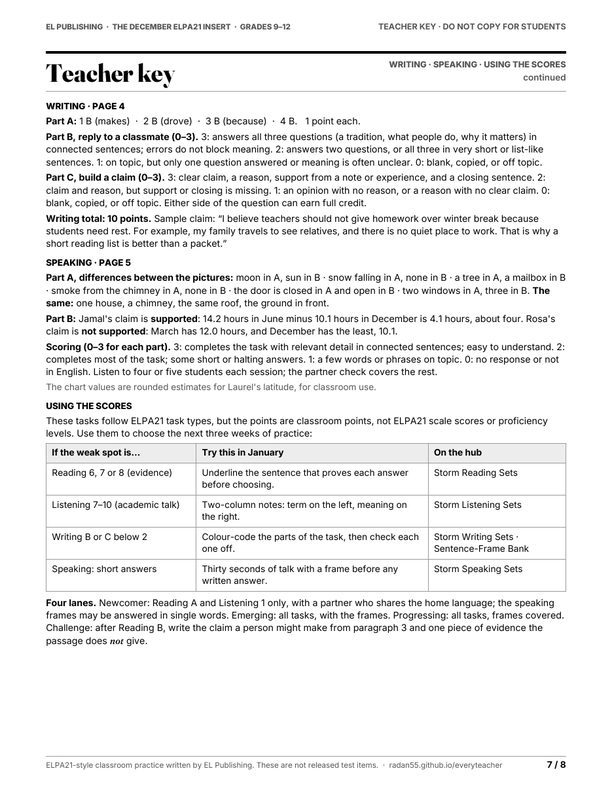 EL PUBLISHING · THE DECEMBER ELPA21 INSERT · GRADES 9–12
TEACHER KEY · DO NOT COPY FOR STUDENTS
Teacher key
WRITING · SPEAKING · USING THE SCORES
continued
WRITING · PAGE 4
Part A: 1 B (makes) · 2 B (drove) · 3 B (because) · 4 B. 1 point each.
Part B, reply to a classmate (0–3). 3: answers all three questions (a tradition, what people do, why it matters) in
connected sentences; errors do not block meaning. 2: answers two questions, or all three in very short or list-like
sentences. 1: on topic, but only one question answered or meaning is often unclear. 0: blank, copied, or off topic.
Part C, build a claim (0–3). 3: clear claim, a reason, support from a note or experience, and a closing sentence. 2:
claim and reason, but support or closing is missing. 1: an opinion with no reason, or a reason with no clear claim. 0:
blank, copied, or off topic. Either side of the question can earn full credit.
Writing total: 10 points. Sample claim: “I believe teachers should not give homework over winter break because
students need rest. For example, my family travels to see relatives, and there is no quiet place to work. That is why a
short reading list is better than a packet.”
SPEAKING · PAGE 5
Part A, differences between the pictures: moon in A, sun in B · snow falling in A, none in B · a tree in A, a mailbox in B
· smoke from the chimney in A, none in B · the door is closed in A and open in B · two windows in A, three in B. The
same: one house, a chimney, the same roof, the ground in front.
Part B: Jamal's claim is supported: 14.2 hours in June minus 10.1 hours in December is 4.1 hours, about four. Rosa's
claim is not supported: March has 12.0 hours, and December has the least, 10.1.
Scoring (0–3 for each part). 3: completes the task with relevant detail in connected sentences; easy to understand. 2:
completes most of the task; some short or halting answers. 1: a few words or phrases on topic. 0: no response or not
in English. Listen to four or five students each session; the partner check covers the rest.
The chart values are rounded estimates for Laurel's latitude, for classroom use.
USING THE SCORES
These tasks follow ELPA21 task types, but the points are classroom points, not ELPA21 scale scores or proficiency
levels. Use them to choose the next three weeks of practice:
If the weak spot is…
Try this in January
On the hub
Reading 6, 7 or 8 (evidence)
Underline the sentence that proves each answer
before choosing.
Storm Reading Sets
Listening 7–10 (academic talk)
Two-column notes: term on the left, meaning on
the right.
Storm Listening Sets
Writing B or C below 2
Colour-code the parts of the task, then check each
one off.
Storm Writing Sets ·
Sentence-Frame Bank
Speaking: short answers
Thirty seconds of talk with a frame before any
written answer.
Storm Speaking Sets
Four lanes. Newcomer: Reading A and Listening 1 only, with a partner who shares the home language; the speaking
frames may be answered in single words. Emerging: all tasks, with the frames. Progressing: all tasks, frames covered.
Challenge: after Reading B, write the claim a person might make from paragraph 3 and one piece of evidence the
passage does not give.
ELPA21-style classroom practice written by EL Publishing. These are not released test items. · radan55.github.io/everyteacher
7 / 8